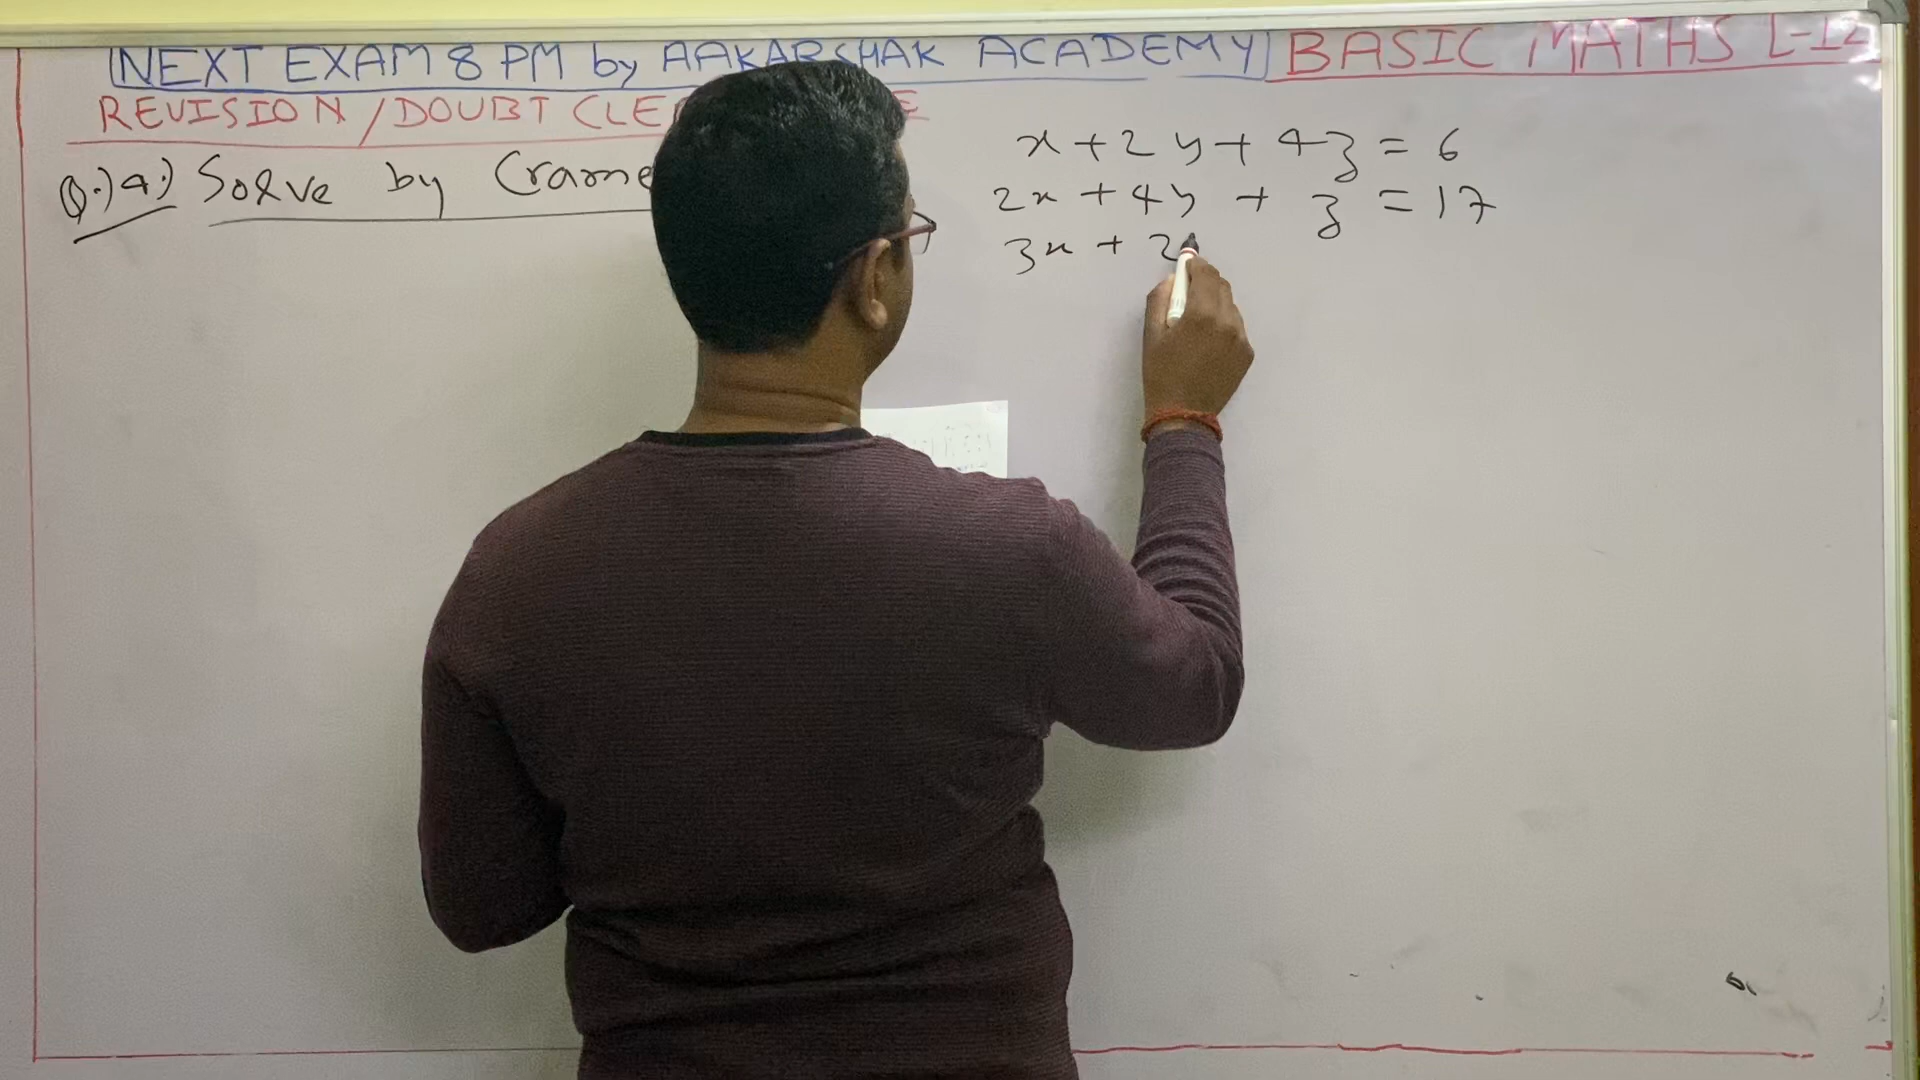 NEXT EXAM 8 PM by AAKARSHAK ACADEMY
BASIC MATHS L-12
REVISION / DOUBT
Q.) 4.) Solve by
x + 2y + 4z = 6
2x + 4y + z = 17
3x + 2